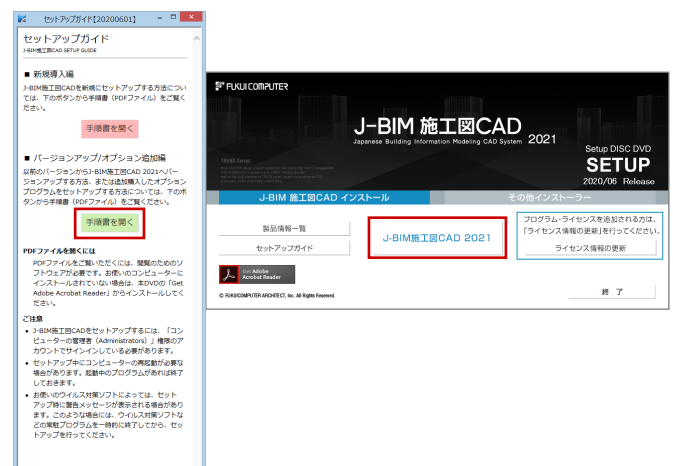 セットアップガイド【20200601】
セットアップガイド
J-BIM施工図CAD SETUP GUIDE
■ 新規導入編
J-BIM施工図CADを新規にセットアップする方法につい
ては、下のボタンから手順書（PDFファイル）をご覧く
ださい。
手順書を開く
■ バージョンアップ/オプション追加編
以前のバージョンからJ-BIM施工図CAD 2021へバー
ジョンアップする方法、または追加購入したオプション
プログラムをセットアップする方法については、下のボ
タンから手順書（PDFファイル）をご覧ください。
手順書を開く
PDFファイルを開くには
PDFファイルをご覧いただくには、閲覧のためのソ
フトウェアが必要です。お使いのコンピューターに
インストールされていない場合は、本DVDの「Get
Adobe Acrobat Reader」からインストールしてく
ださい。
ご注意
• J-BIM施工図CADをセットアップするには、「コン
ピューターの管理者（Administrators）」権限のア
カウントでサインインしている必要があります。
• セットアップ中にコンピューターの再起動が必要な
場合があります。起動中のプログラムがあれば終了
しておきます。
• お使いのウイルス対策ソフトによっては、セット
アップ時に警告メッセージが表示される場合があり
ます。このような場合には、ウイルス対策ソフトな
どの常駐プログラムを一時的に終了してから、セッ
トアップを行ってください。
FUKUI COMPUTER
J-BIM 施工図CAD 2021
Japanese Building Information Modeling CAD System
Setup DISC DVD
SETUP
2020/06 Release
J-BIM 施工図CAD インストール
その他インストーラー
製品情報一覧
セットアップガイド
J-BIM施工図CAD 2021
プログラム・ライセンスを追加される方は、
「ライセンス情報の更新」を行ってください。
ライセンス情報の更新
Get Adobe
Acrobat Reader
© FUKUICOMPUTER ARCHITECT, Inc. All Rights Reserved.
終 了